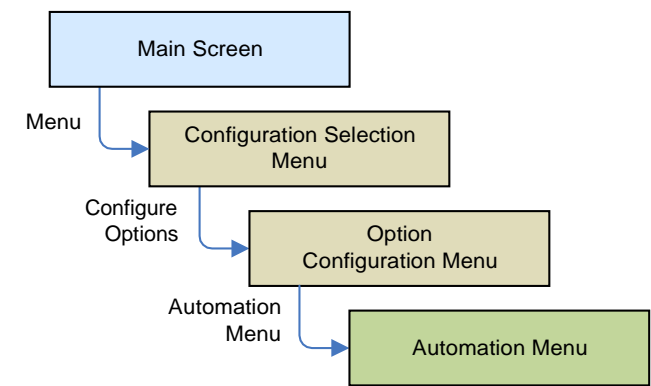 Main Screen
Menu
Configuration Selection
Menu
Configure
Options
Option
Configuration Menu
Automation
Menu
Automation Menu